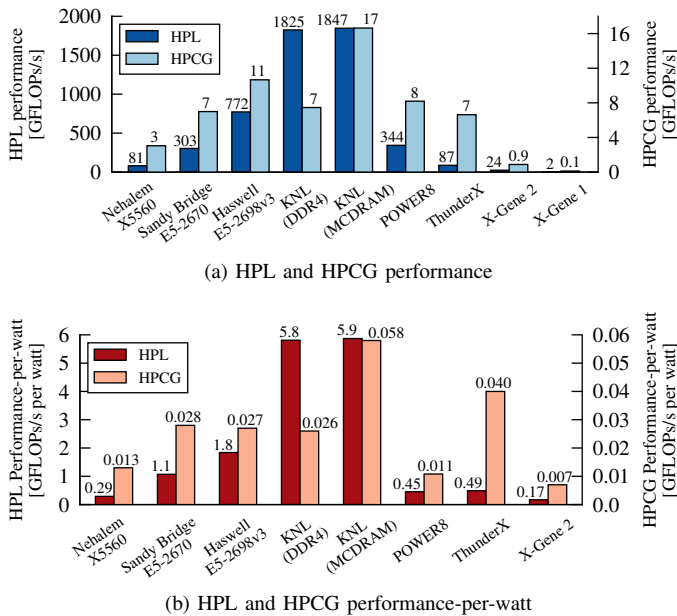 HPL performance
[GFLOPs/s]
2000
1500
1000
500
0
HPL
HPCG
81
3
303
7
772
11
1825
7
1847
17
344
8
87
7
24
0.9
2
0.1
16
12
8
4
0
HPCG performance
[GFLOPs/s]
Nehalem
X5560
Sandy Bridge
E5-2670
Haswell
E5-2698v3
KNL
(DDR4)
KNL
(MCDRAM)
POWER8
ThunderX
X-Gene 2
X-Gene 1
(a) HPL and HPCG performance
HPL Performance-per-watt
[GFLOPs/s per watt]
6
5
4
3
2
1
0
HPL
HPCG
0.29
0.013
1.1
0.028
1.8
0.027
5.8
0.026
5.9
0.058
0.45
0.011
0.49
0.040
0.17
0.007
0.06
0.05
0.04
0.03
0.02
0.01
0.00
HPCG Performance-per-watt
[GFLOPs/s per watt]
Nehalem
X5560
Sandy Bridge
E5-2670
Haswell
E5-2698v3
KNL
(DDR4)
KNL
(MCDRAM)
POWER8
ThunderX
X-Gene 2
(b) HPL and HPCG performance-per-watt